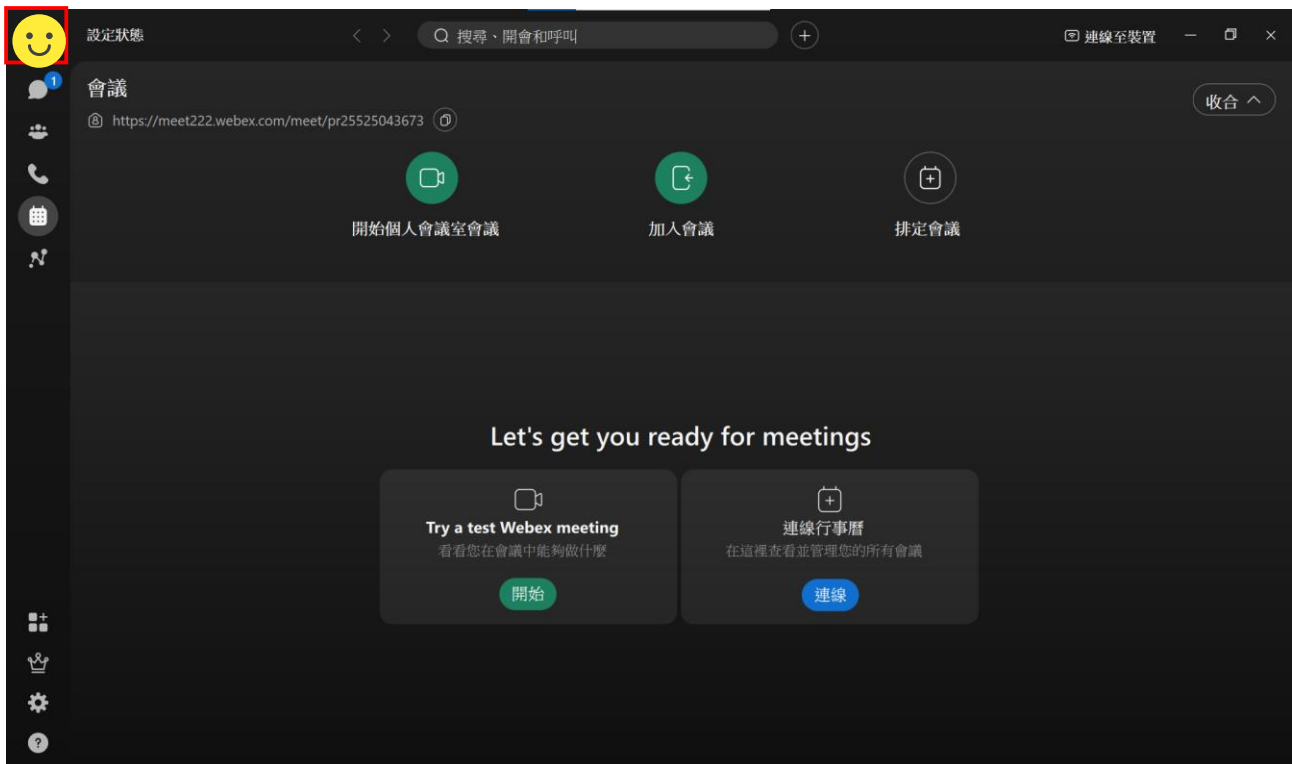 設定狀態
搜尋、開會和呼叫
連線至裝置
1
會議
https://meet222.webex.com/meet/pr25525043673
收合
開始個人會議室會議
加入會議
排定會議
Let's get you ready for meetings
Try a test Webex meeting
看看您在會議中能夠做什麼
開始
連線行事曆
在這裡查看並管理您的所有會議
連線